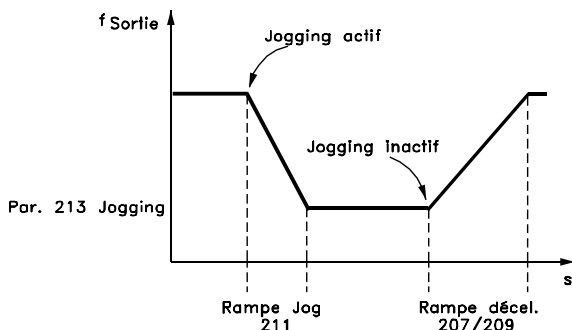 f Sortie
Jogging actif
Jogging inactif
Par. 213 Jogging
s
Rampe Jog
211
Rampe décel.
207/209